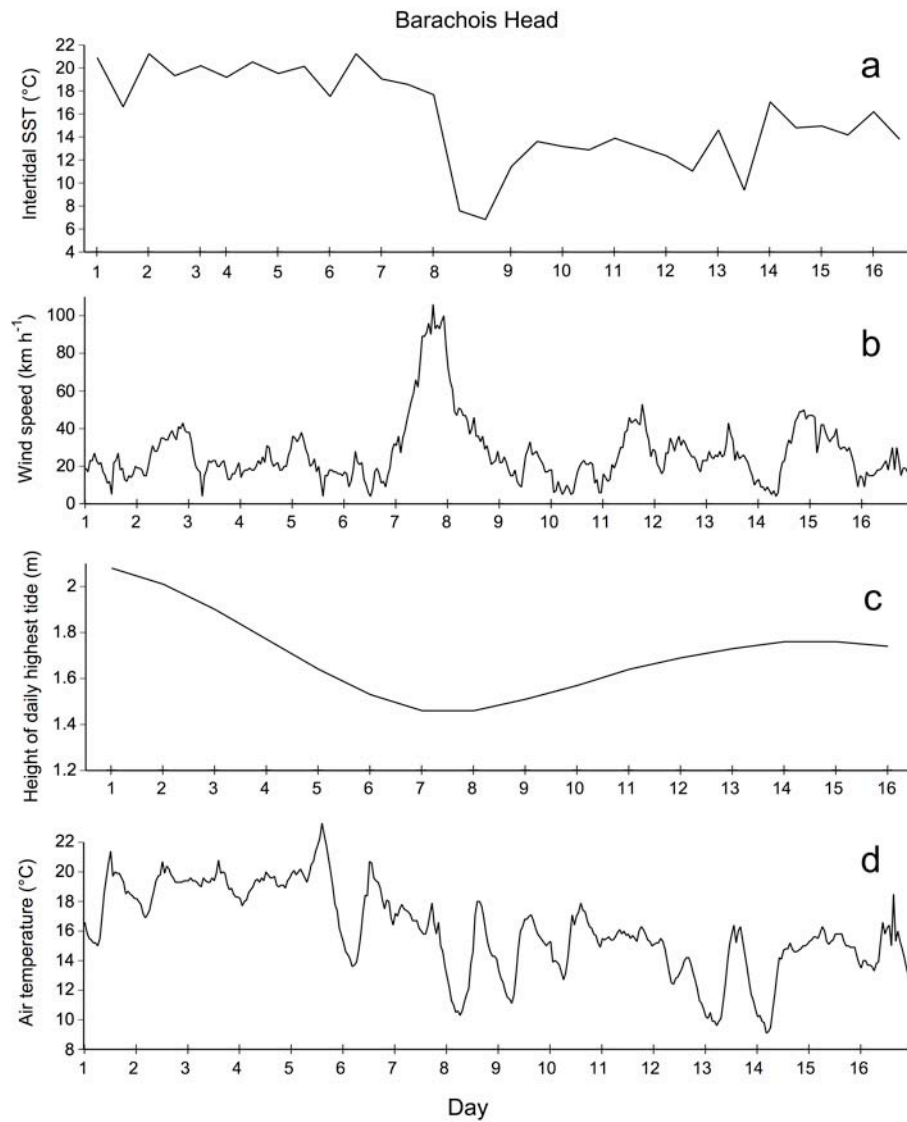 Barachois Head
a
Intertidal SST (°C)
22
20
18
16
14
12
10
8
6
4
1 2 3 4 5 6 7 8 9 10 11 12 13 14 15 16
b
Wind speed (km h⁻¹)
100
80
60
40
20
0
1 2 3 4 5 6 7 8 9 10 11 12 13 14 15 16
c
Height of daily highest tide (m)
2
1.8
1.6
1.4
1.2
1 2 3 4 5 6 7 8 9 10 11 12 13 14 15 16
d
Air temperature (°C)
22
20
18
16
14
12
10
8
1 2 3 4 5 6 7 8 9 10 11 12 13 14 15 16
Day